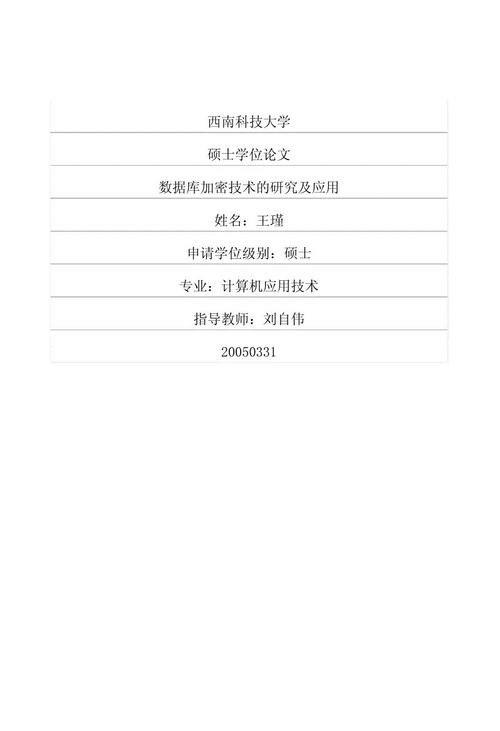 西南科技大学
硕士学位论文
数据库加密技术的研究及应用
姓名：王瑾
申请学位级别：硕士
专业：计算机应用技术
指导教师：刘自伟
20050331